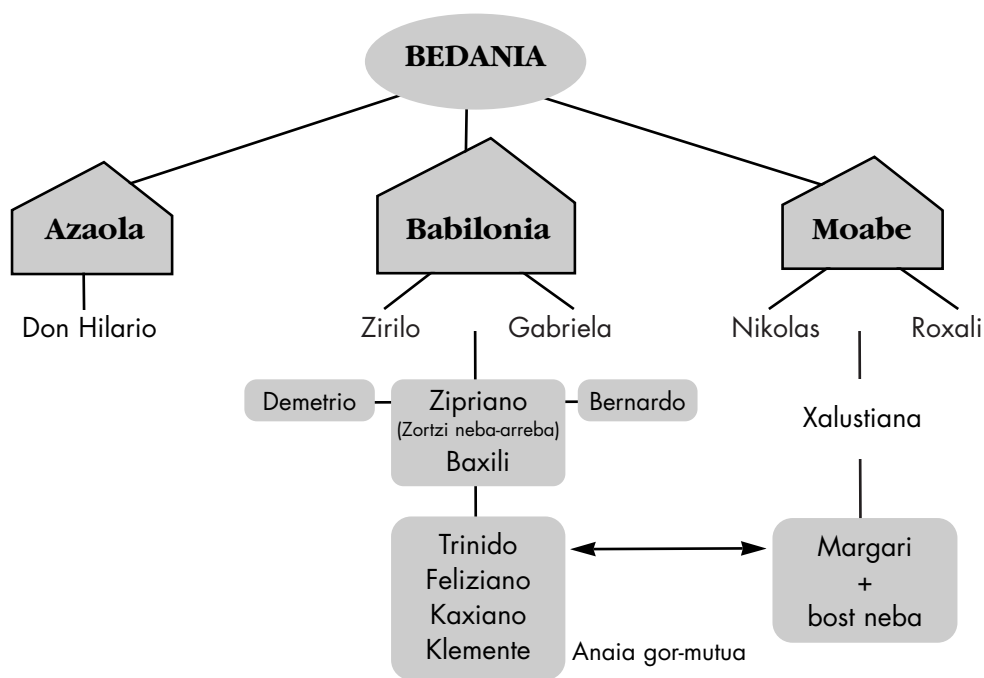 BEDANIA
Azaola
Babilonia
Moabe
Don Hilario
Zirilo
Gabriela
Nikolas
Roxali
Demetrio
Zipriano
(Zortzi neba-arreba)
Baxili
Bernardo
Xalustiana
Trinido
Feliziano
Kaxiano
Klemente
Anaia gor-mutua
Margari
+
bost neba